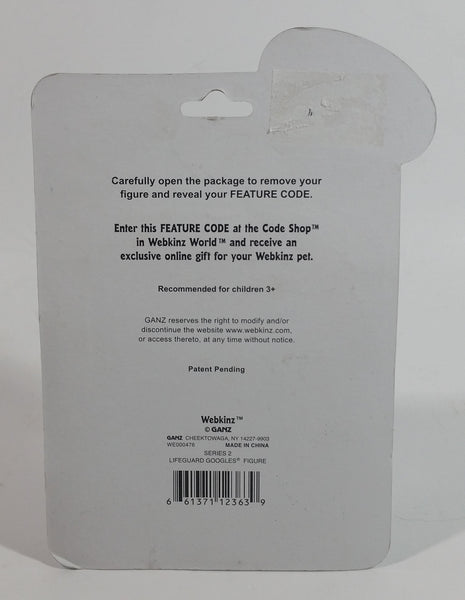 Carefully open the package to remove your
figure and reveal your FEATURE CODE.
Enter this FEATURE CODE at the Code Shop™
in Webkinz World™ and receive an
exclusive online gift for your Webkinz pet.
Recommended for children 3+
GANZ reserves the right to modify and/or
discontinue the website www.webkinz.com,
or access thereto, at any time without notice.
Patent Pending
Webkinz™
© GANZ
GANZ, CHEEKTOWAGA, NY 14227-9903
WE000476 MADE IN CHINA
SERIES 2
LIFEGUARD GOOGLES® FIGURE
6 61371 12363 9